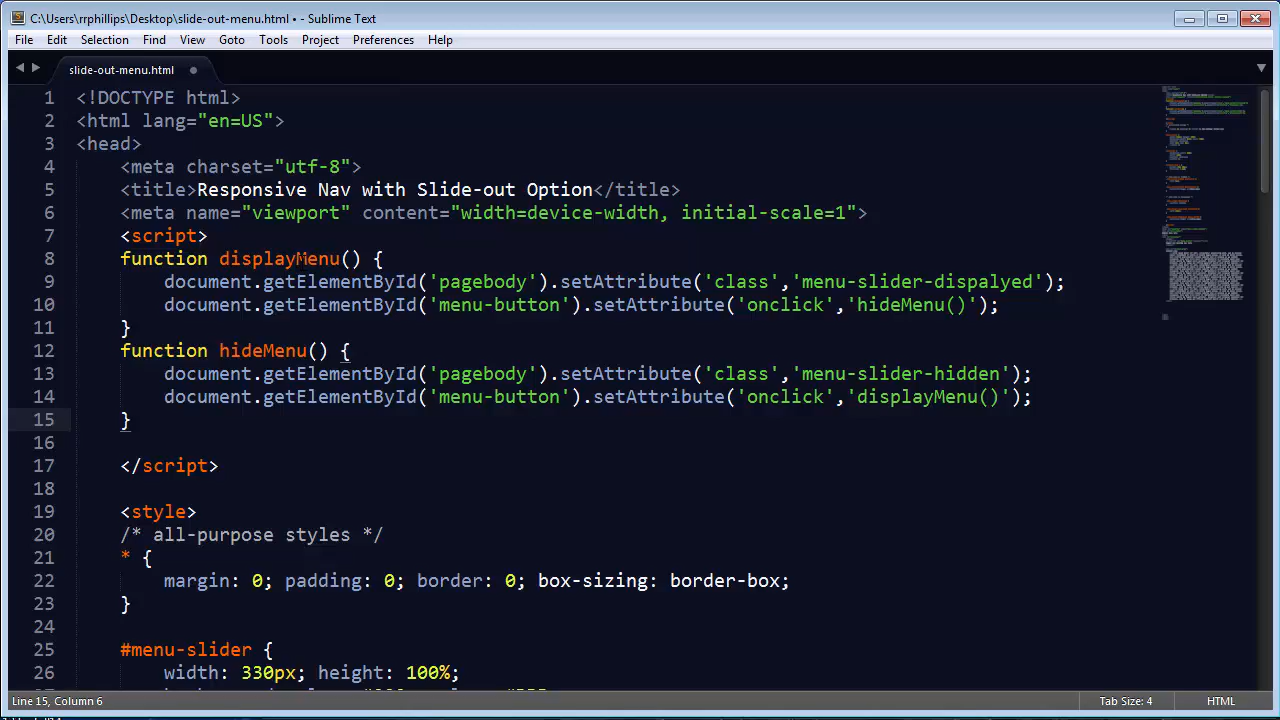 C:\Users\rrphillips\Desktop\slide-out-menu.html • - Sublime Text
File Edit Selection Find View Goto Tools Project Preferences Help
slide-out-menu.html
1 <!DOCTYPE html>
2 <html lang="en=US">
3 <head>
4 <meta charset="utf-8">
5 <title>Responsive Nav with Slide-out Option</title>
6 <meta name="viewport" content="width=device-width, initial-scale=1">
7 <script>
8 function displayMenu() {
9 document.getElementById('pagebody').setAttribute('class','menu-slider-dispalyed');
10 document.getElementById('menu-button').setAttribute('onclick','hideMenu()');
11 }
12 function hideMenu() {
13 document.getElementById('pagebody').setAttribute('class','menu-slider-hidden');
14 document.getElementById('menu-button').setAttribute('onclick','displayMenu()');
15 }
16
17 </script>
18
19 <style>
20 /* all-purpose styles */
21 * {
22 margin: 0; padding: 0; border: 0; box-sizing: border-box;
23 }
24
25 #menu-slider {
26 width: 330px; height: 100%;
Line 15, Column 6
Tab Size: 4
HTML